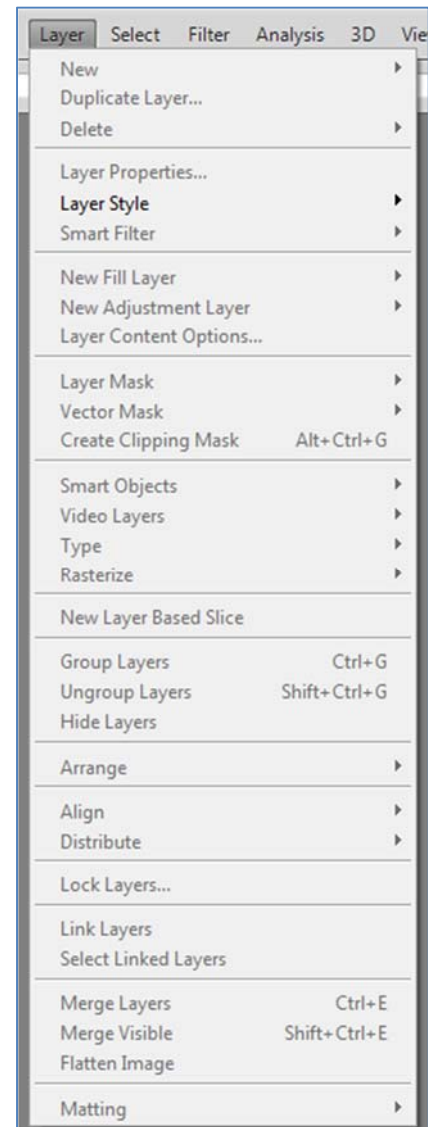 Layer Select Filter Analysis 3D Vie
New
Duplicate Layer...
Delete
Layer Properties...
Layer Style
Smart Filter
New Fill Layer
New Adjustment Layer
Layer Content Options...
Layer Mask
Vector Mask
Create Clipping Mask Alt+Ctrl+G
Smart Objects
Video Layers
Type
Rasterize
New Layer Based Slice
Group Layers Ctrl+G
Ungroup Layers Shift+Ctrl+G
Hide Layers
Arrange
Align
Distribute
Lock Layers...
Link Layers
Select Linked Layers
Merge Layers Ctrl+E
Merge Visible Shift+Ctrl+E
Flatten Image
Matting